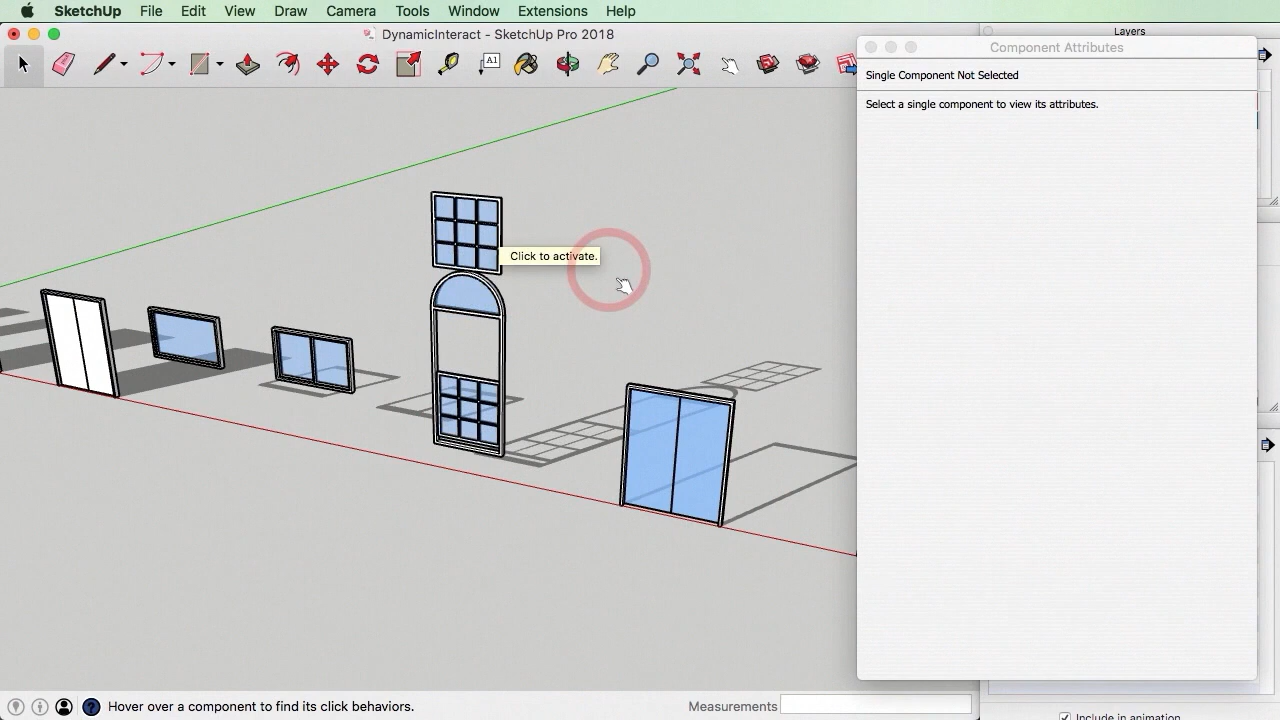 SketchUp File Edit View Draw Camera Tools Window Extensions Help
DynamicInteract - SketchUp Pro 2018
Layers
A1
Component Attributes
Single Component Not Selected
Select a single component to view its attributes.
Click to activate.
Hover over a component to find its click behaviors.
Measurements
Include in animation